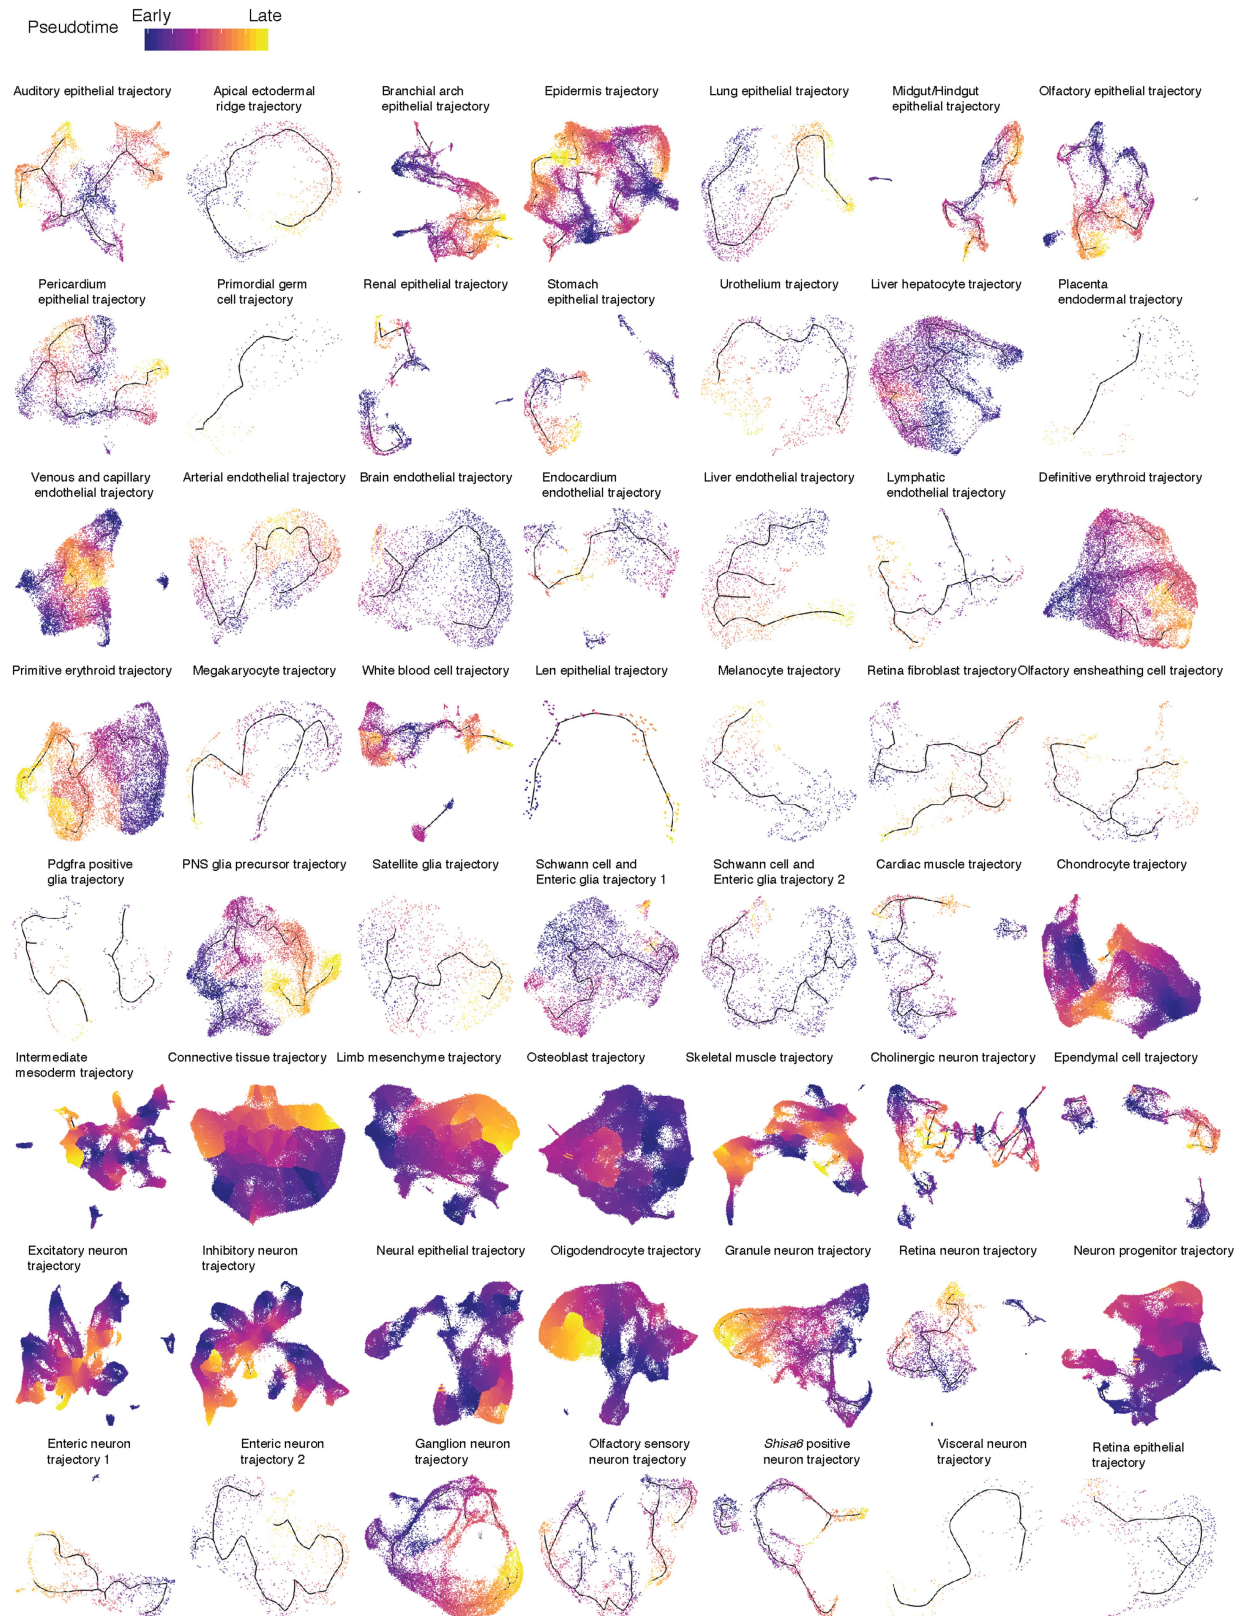 Pseudotime
Early Late
Auditory epithelial trajectory
Apical ectodermal
ridge trajectory
Branchial arch
epithelial trajectory
Epidermis trajectory
Lung epithelial trajectory
Midgut/Hindgut
epithelial trajectory
Olfactory epithelial trajectory
Pericardium
epithelial trajectory
Primordial germ
cell trajectory
Renal epithelial trajectory
Stomach
epithelial trajectory
Urothelium trajectory
Liver hepatocyte trajectory
Placenta
endodermal trajectory
Venous and capillary
endothelial trajectory
Arterial endothelial trajectory
Brain endothelial trajectory
Endocardium
endothelial trajectory
Liver endothelial trajectory
Lymphatic
endothelial trajectory
Definitive erythroid trajectory
Primitive erythroid trajectory
Megakaryocyte trajectory
White blood cell trajectory
Len epithelial trajectory
Melanocyte trajectory
Retina fibroblast trajectory
Olfactory ensheathing cell trajectory
Pdgfra positive
glia trajectory
PNS glia precursor trajectory
Satellite glia trajectory
Schwann cell and
Enteric glia trajectory 1
Schwann cell and
Enteric glia trajectory 2
Cardiac muscle trajectory
Chondrocyte trajectory
Intermediate
mesoderm trajectory
Connective tissue trajectory
Limb mesenchyme trajectory
Osteoblast trajectory
Skeletal muscle trajectory
Cholinergic neuron trajectory
Ependymal cell trajectory
Excitatory neuron
trajectory
Inhibitory neuron
trajectory
Neural epithelial trajectory
Oligodendrocyte trajectory
Granule neuron trajectory
Retina neuron trajectory
Neuron progenitor trajectory
Enteric neuron
trajectory 1
Enteric neuron
trajectory 2
Ganglion neuron
trajectory
Olfactory sensory
neuron trajectory
Shisa6 positive
neuron trajectory
Visceral neuron
trajectory
Retina epithelial
trajectory